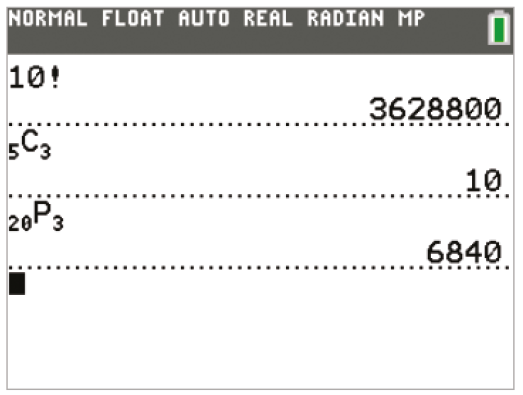 NORMAL FLOAT AUTO REAL RADIAN MP
10!
3628800
₅C₃
10
₂₀P₃
6840